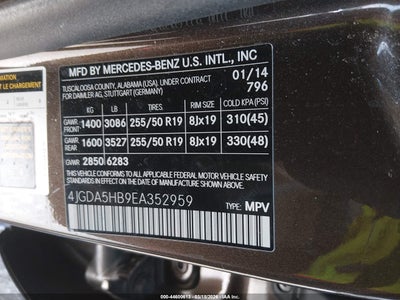 MFD BY MERCEDES-BENZ U.S. INTL., INC
TUSCALOOSA COUNTY, ALABAMA (USA), UNDER CONTRACT
FOR DAIMLER AG, STUTTGART (GERMANY)
01/14
796
KG LB TIRES: RIM SIZE COLD KPA (PSI)
GAWR FRONT 1400 3086 255/50 R19 8Jx19 310(45)
GAWR REAR 1600 3527 255/50 R19 8Jx19 330(48)
GVWR 2850 6283
THIS VEHICLE CONFORMS TO ALL APPLICABLE FEDERAL MOTOR VEHICLE
SAFETY STANDARDS IN EFFECT ON THE DATE OF MANUFACTURE SHOWN ABOVE.
4JGDA5HB9EA352959
TYPE: MPV
LE CHARGEMENT